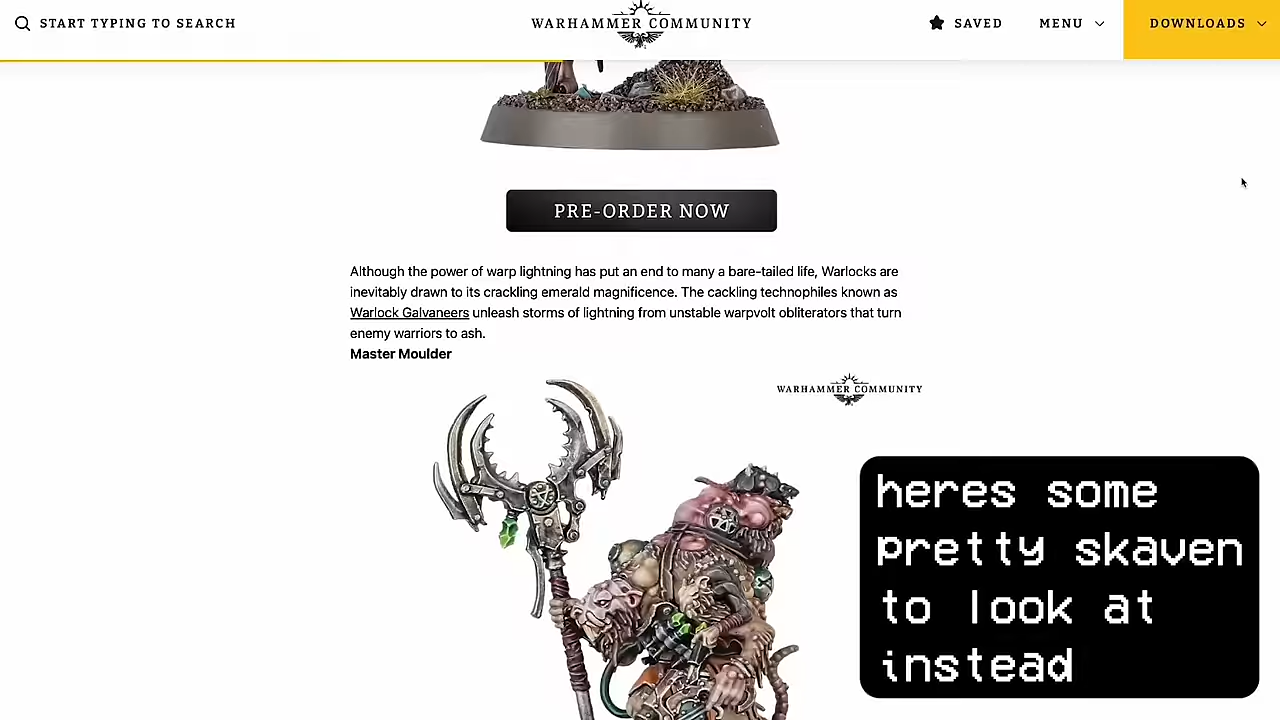 START TYPING TO SEARCH
WARHAMMER COMMUNITY
SAVED
MENU
DOWNLOADS
PRE-ORDER NOW
Although the power of warp lightning has put an end to many a bare-tailed life, Warlocks are
inevitably drawn to its crackling emerald magnificence. The cackling technophiles known as
Warlock Galvaneers unleash storms of lightning from unstable warpvolt obliterators that turn
enemy warriors to ash.
Master Moulder
WARHAMMER COMMUNITY
heres some
pretty skaven
to look at
instead